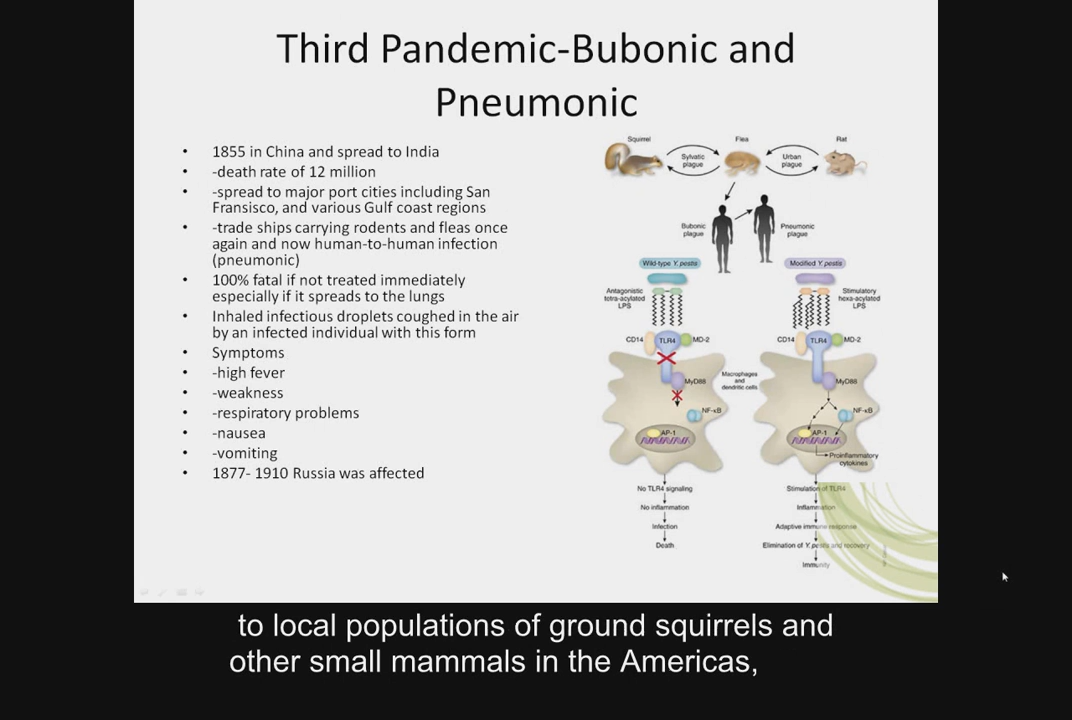 Third Pandemic-Bubonic and
Pneumonic
• 1855 in China and spread to India
• -death rate of 12 million
• -spread to major port cities including San
Fransisco, and various Gulf coast regions
• -trade ships carrying rodents and fleas once
again and now human-to-human infection
(pneumonic)
• 100% fatal if not treated immediately
especially if it spreads to the lungs
• Inhaled infectious droplets coughed in the air
by an infected individual with this form
• Symptoms
• -high fever
• -weakness
• -respiratory problems
• -nausea
• -vomiting
• 1877- 1910 Russia was affected
Squirrel
Flea
Rat
Sylvatic
plague
Urban
plague
Bubonic
plague
Pneumonic
plague
Wild-type Y. pestis
Modified Y. pestis
Antagonistic
tetra-acylated
LPS
Stimulatory
hexa-acylated
LPS
CD14
TLR4
MD-2
CD14
TLR4
MD-2
MyD88
Macrophages
and
dendritic cells
MyD88
NF-κB
NF-κB
AP-1
AP-1
Proinflammatory
cytokines
No TLR4 signaling
No inflammation
Infection
Death
Stimulation of TLR4
Inflammation
Adaptive immune response
Elimination of Y. pestis and recovery
Immunity
to local populations of ground squirrels and
other small mammals in the Americas,